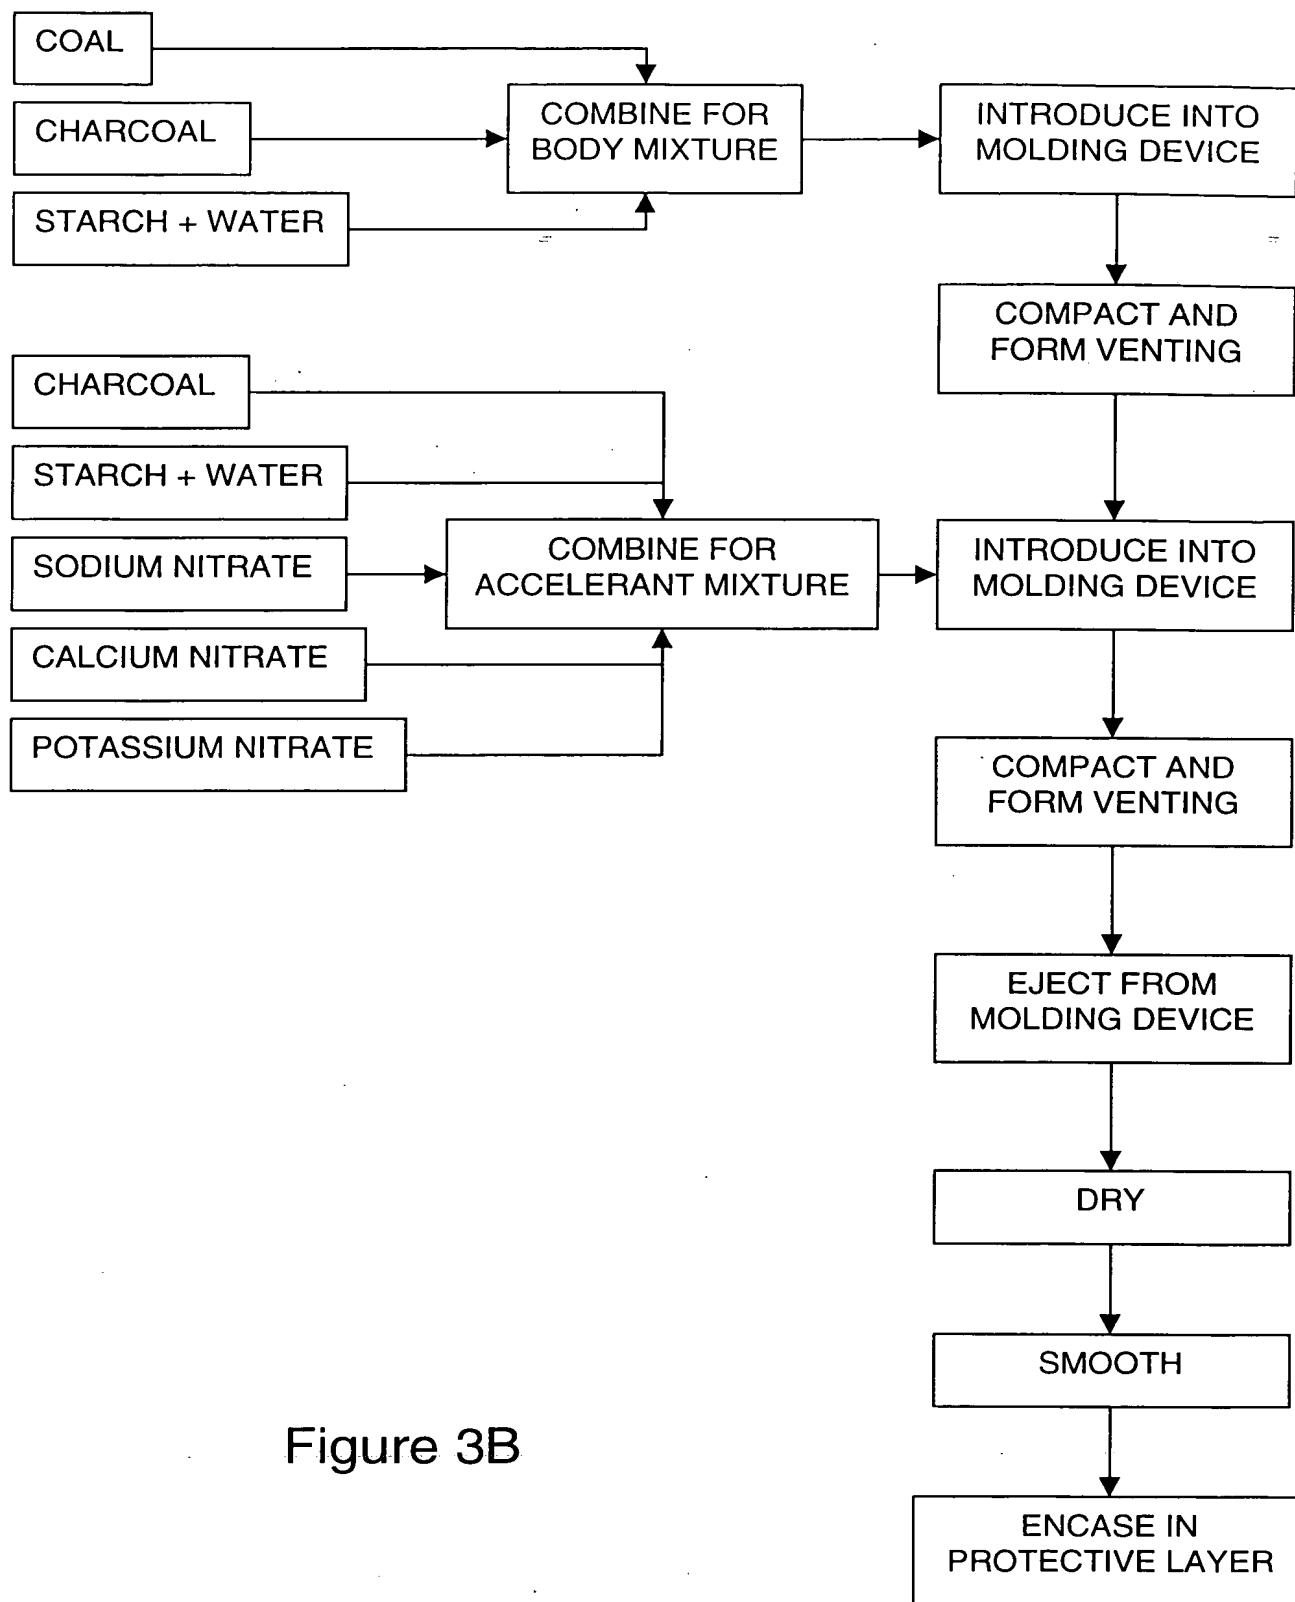 COAL
CHARCOAL
STARCH + WATER
COMBINE FOR
BODY MIXTURE
INTRODUCE INTO
MOLDING DEVICE
COMPACT AND
FORM VENTING
CHARCOAL
STARCH + WATER
SODIUM NITRATE
CALCIUM NITRATE
POTASSIUM NITRATE
COMBINE FOR
ACCELERANT MIXTURE
INTRODUCE INTO
MOLDING DEVICE
COMPACT AND
FORM VENTING
EJECT FROM
MOLDING DEVICE
DRY
SMOOTH
ENCASE IN
PROTECTIVE LAYER
Figure 3B